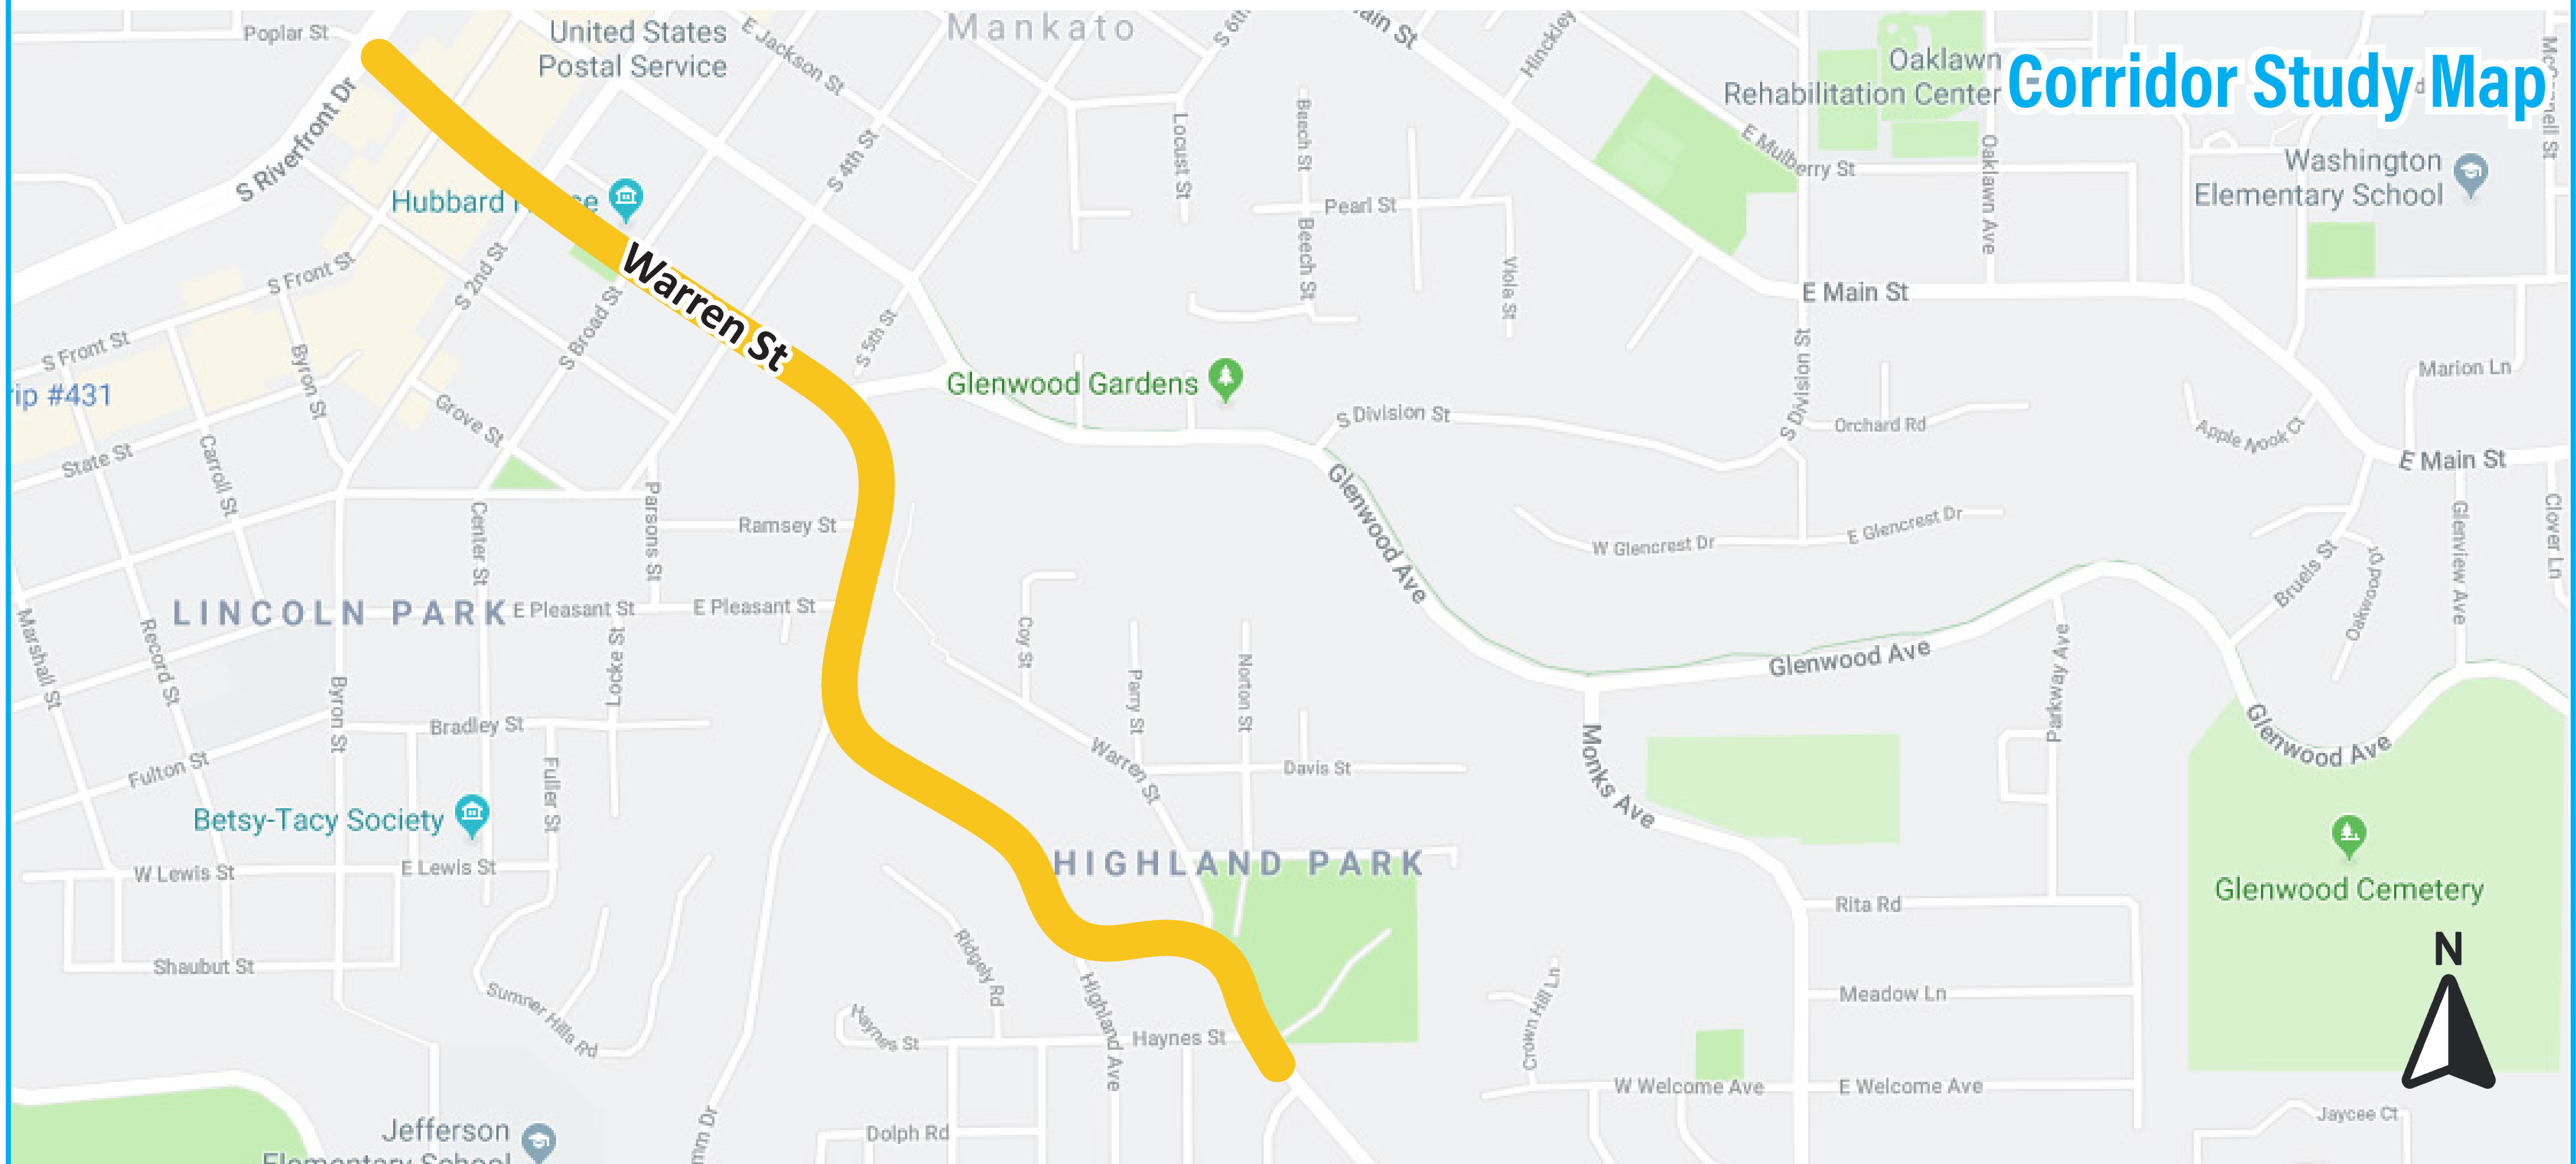 Corridor Study Map
Poplar St
United States
Postal Service
E Jackson St
Mankato
S 6th
ain St
Hinckley
Oaklawn
Rehabilitation Center
S Riverfront Dr
Hubbard
S 4th St
Locust St
Beech St
Beech St
Pearl St
Viola St
E Mulberry St
Oaklawn Ave
Washington
Elementary School
S Front St
S Front St
S 2nd St
S Broad St
Warren St
S 5th St
E Main St
Byron St
rip #431
Grove St
Glenwood Gardens
S Division St
S Division St
Orchard Rd
Marion Ln
Apple Nook Ct
E Main St
State St
Carroll St
Center St
Parsons St
Ramsey St
Glenwood Ave
W Glencrest Dr
E Glencrest Dr
Bruels St
Oakwood Dr
Glenview Ave
Clover Ln
LINCOLN PARK
E Pleasant St
E Pleasant St
Marshall St
Record St
Byron St
Locke St
Coy St
Parry St
Norton St
Glenwood Ave
Parkway Ave
Bradley St
Fulton St
Fuller St
Warren St
Davis St
Monks Ave
Glenwood Ave
Betsy-Tacy Society
W Lewis St
E Lewis St
HIGHLAND PARK
Glenwood Cemetery
Rita Rd
Shaubut St
Sumner Hills Rd
Ridgely Rd
Highland Ave
Haynes St
Haynes St
Crown Hill Ln
Meadow Ln
N
W Welcome Ave
E Welcome Ave
Jaycee Ct
Jefferson
Elementary School
Dolph Rd
mm Dr